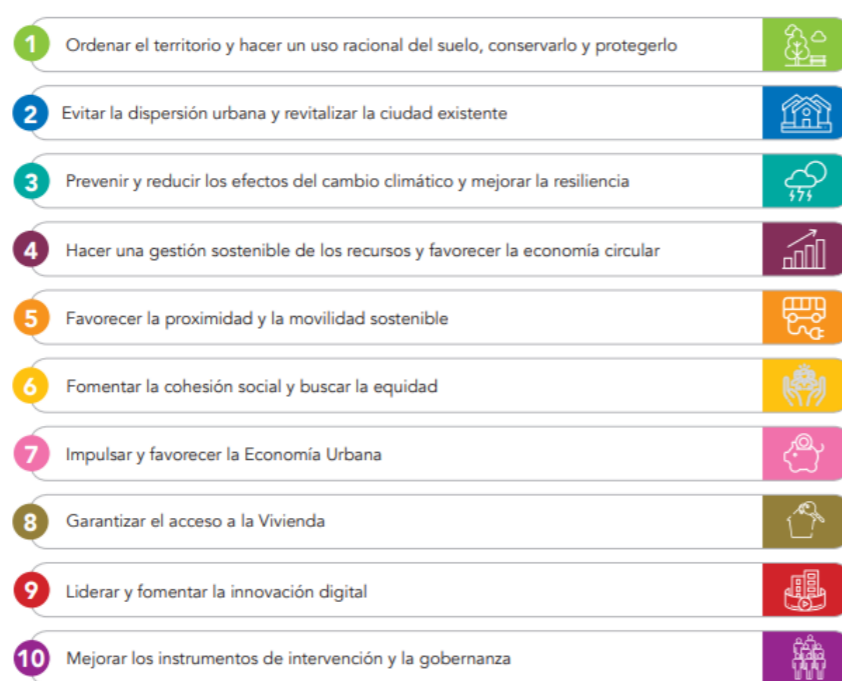 1 Ordenar el territorio y hacer un uso racional del suelo, conservarlo y protegerlo
2 Evitar la dispersión urbana y revitalizar la ciudad existente
3 Prevenir y reducir los efectos del cambio climático y mejorar la resiliencia
4 Hacer una gestión sostenible de los recursos y favorecer la economía circular
5 Favorecer la proximidad y la movilidad sostenible
6 Fomentar la cohesión social y buscar la equidad
7 Impulsar y favorecer la Economía Urbana
8 Garantizar el acceso a la Vivienda
9 Liderar y fomentar la innovación digital
10 Mejorar los instrumentos de intervención y la gobernanza